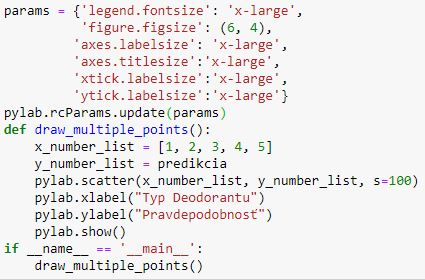 params = {'legend.fontsize': 'x-large',
          'figure.figsize': (6, 4),
         'axes.labelsize': 'x-large',
         'axes.titlesize':'x-large',
         'xtick.labelsize':'x-large',
         'ytick.labelsize':'x-large'}
pylab.rcParams.update(params)
def draw_multiple_points():
    x_number_list = [1, 2, 3, 4, 5]
    y_number_list = predikcia
    pylab.scatter(x_number_list, y_number_list, s=100)
    pylab.xlabel("Typ Deodorantu")
    pylab.ylabel("Pravdepodobnosť")
    pylab.show()
if __name__ == '__main__':
    draw_multiple_points()